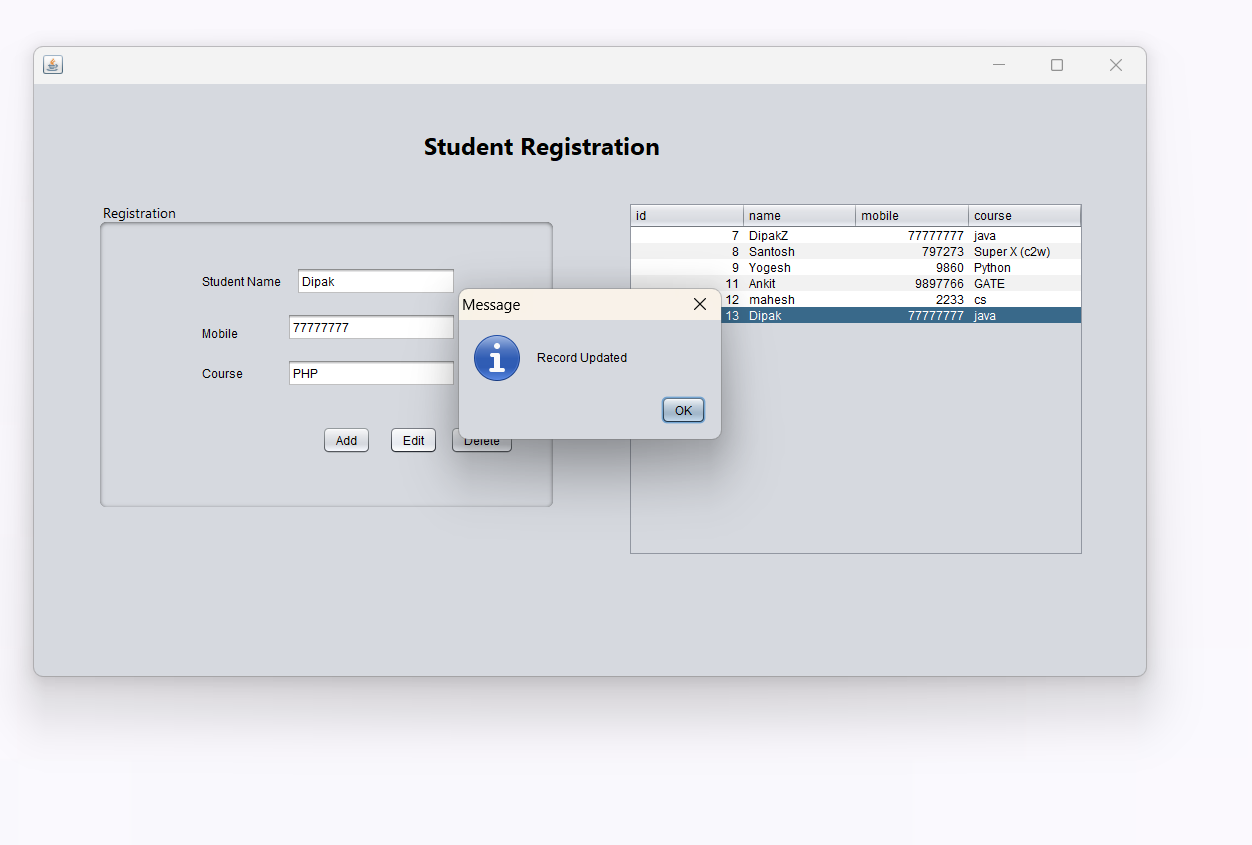 Student Registration
Registration
Student Name Dipak
Mobile 77777777
Course PHP
Add Edit Delete
id name mobile course
7 DipakZ 77777777 java
8 Santosh 797273 Super X (c2w)
9 Yogesh 9860 Python
11 Ankit 9897766 GATE
12 mahesh 2233 cs
13 Dipak 77777777 java
Message
Record Updated
OK